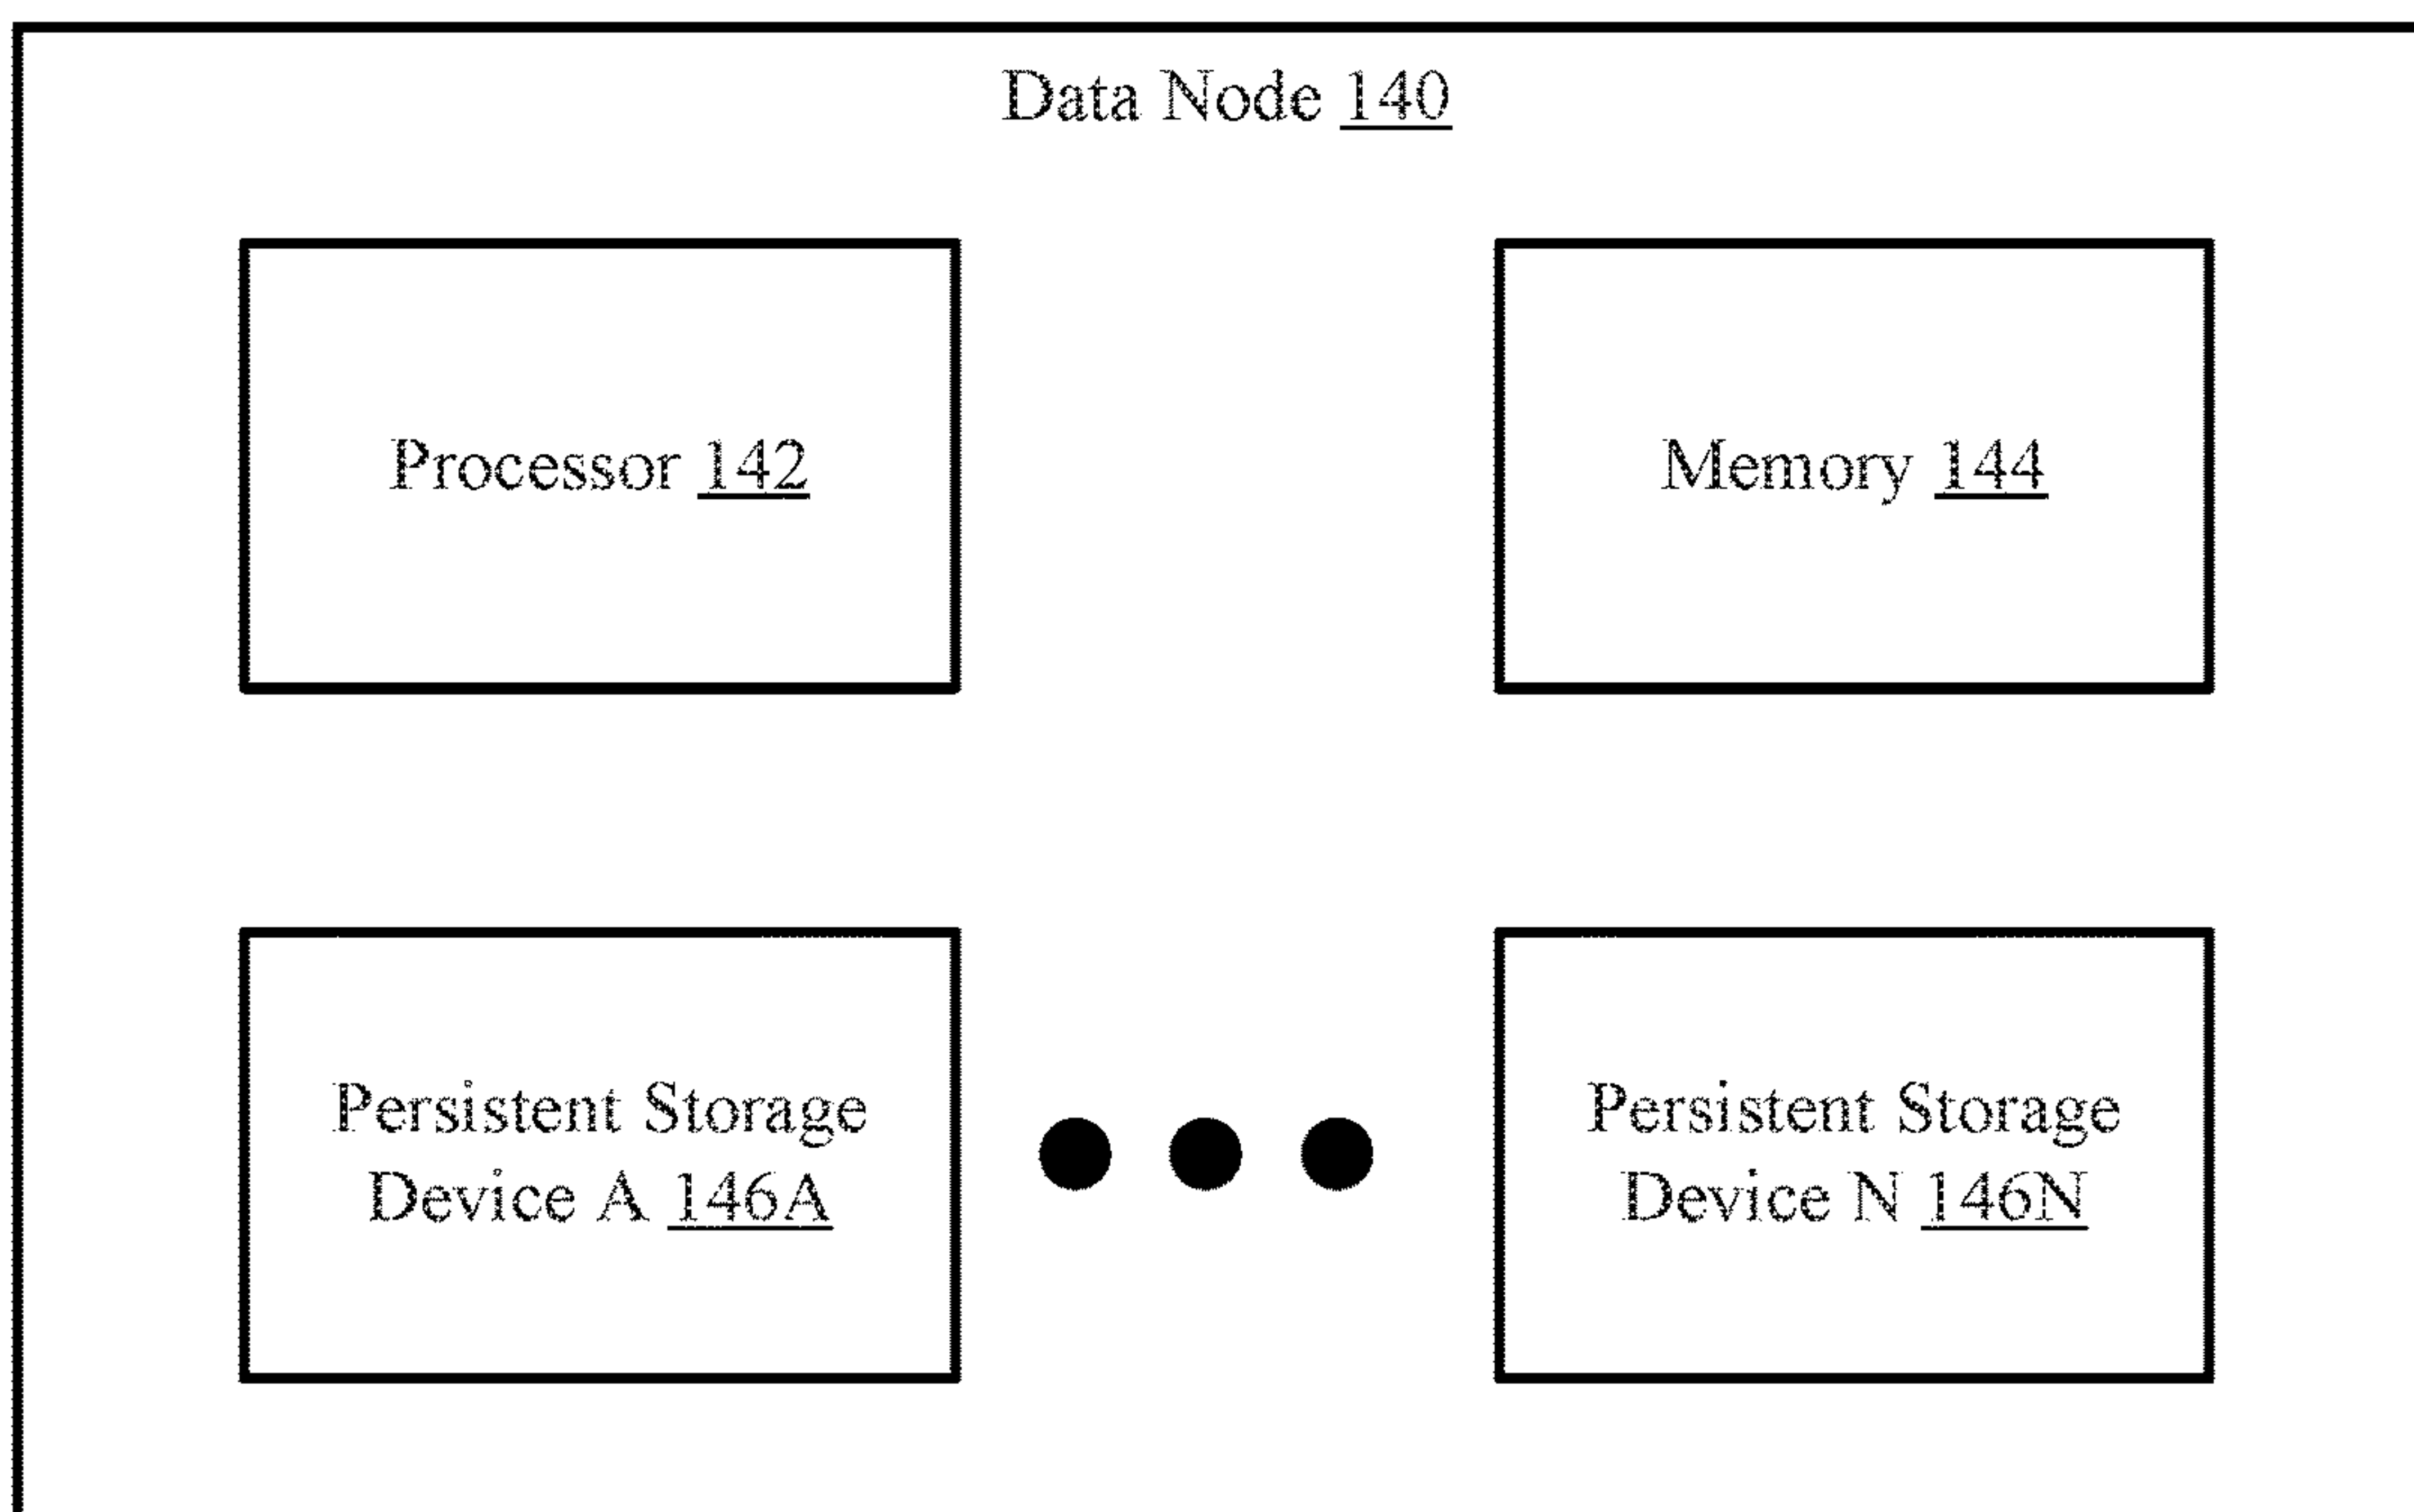 Data Node 140
Processor 142
Memory 144
Persistent Storage
Device A 146A
Persistent Storage
Device N 146N